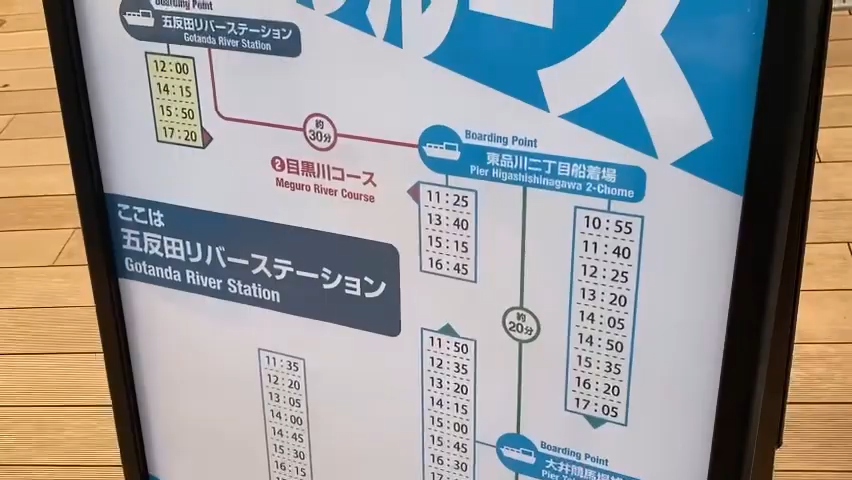 Boarding Point
五反田リバーステーション
Gotanda River Station
12:00
14:15
15:50
17:20
約
30分
Boarding Point
東品川二丁目船着場
Pier Higashishinagawa 2-Chome
❷目黒川コース
Meguro River Course
11:25
13:40
15:15
16:45
10:55
11:40
12:25
13:20
14:05
14:50
15:35
16:20
17:05
ここは
五反田リバーステーション
Gotanda River Station
約
20分
11:35
12:20
13:05
14:00
14:45
15:30
16:15
11:50
12:35
13:20
14:15
15:00
15:45
16:30
Boarding Point
大井競馬場
Pier